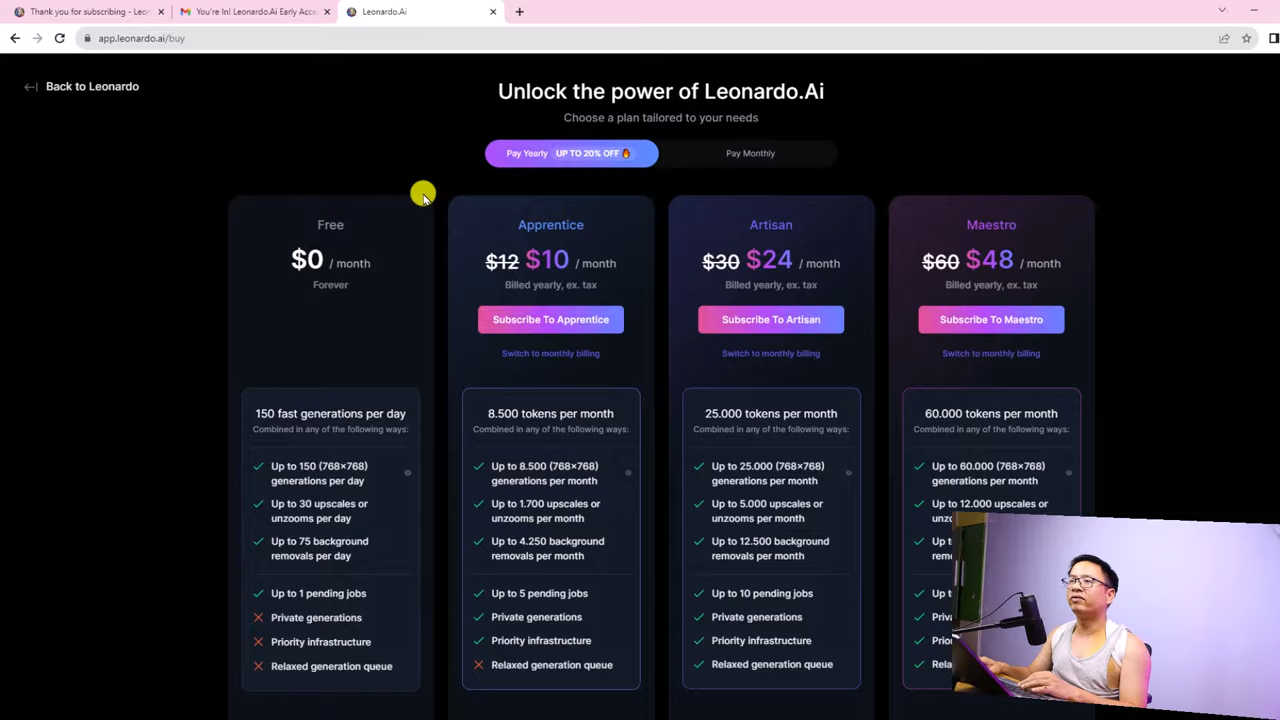 Thank you for subscribing - Leon
You're In! Leonardo.Ai Early Acce
Leonardo.Ai
app.leonardo.ai/buy
Back to Leonardo
Unlock the power of Leonardo.Ai
Choose a plan tailored to your needs
Pay Yearly UP TO 20% OFF
Pay Monthly
Free
$0 / month
Forever
150 fast generations per day
Combined in any of the following ways:
Up to 150 (768×768)
generations per day
Up to 30 upscales or
unzooms per day
Up to 75 background
removals per day
Up to 1 pending jobs
Private generations
Priority infrastructure
Relaxed generation queue
Apprentice
$12 $10 / month
Billed yearly, ex. tax
Subscribe To Apprentice
Switch to monthly billing
8.500 tokens per month
Combined in any of the following ways:
Up to 8.500 (768×768)
generations per month
Up to 1.700 upscales or
unzooms per month
Up to 4.250 background
removals per month
Up to 5 pending jobs
Private generations
Priority infrastructure
Relaxed generation queue
Artisan
$30 $24 / month
Billed yearly, ex. tax
Subscribe To Artisan
Switch to monthly billing
25.000 tokens per month
Combined in any of the following ways:
Up to 25.000 (768×768)
generations per month
Up to 5.000 upscales or
unzooms per month
Up to 12.500 background
removals per month
Up to 10 pending jobs
Private generations
Priority infrastructure
Relaxed generation queue
Maestro
$60 $48 / month
Billed yearly, ex. tax
Subscribe To Maestro
Switch to monthly billing
60.000 tokens per month
Combined in any of the following ways:
Up to 60.000 (768×768)
generations per month
Up to 12.000 upscales or
unzo
Up t
rem
Up t
Priva
Prior
Rela